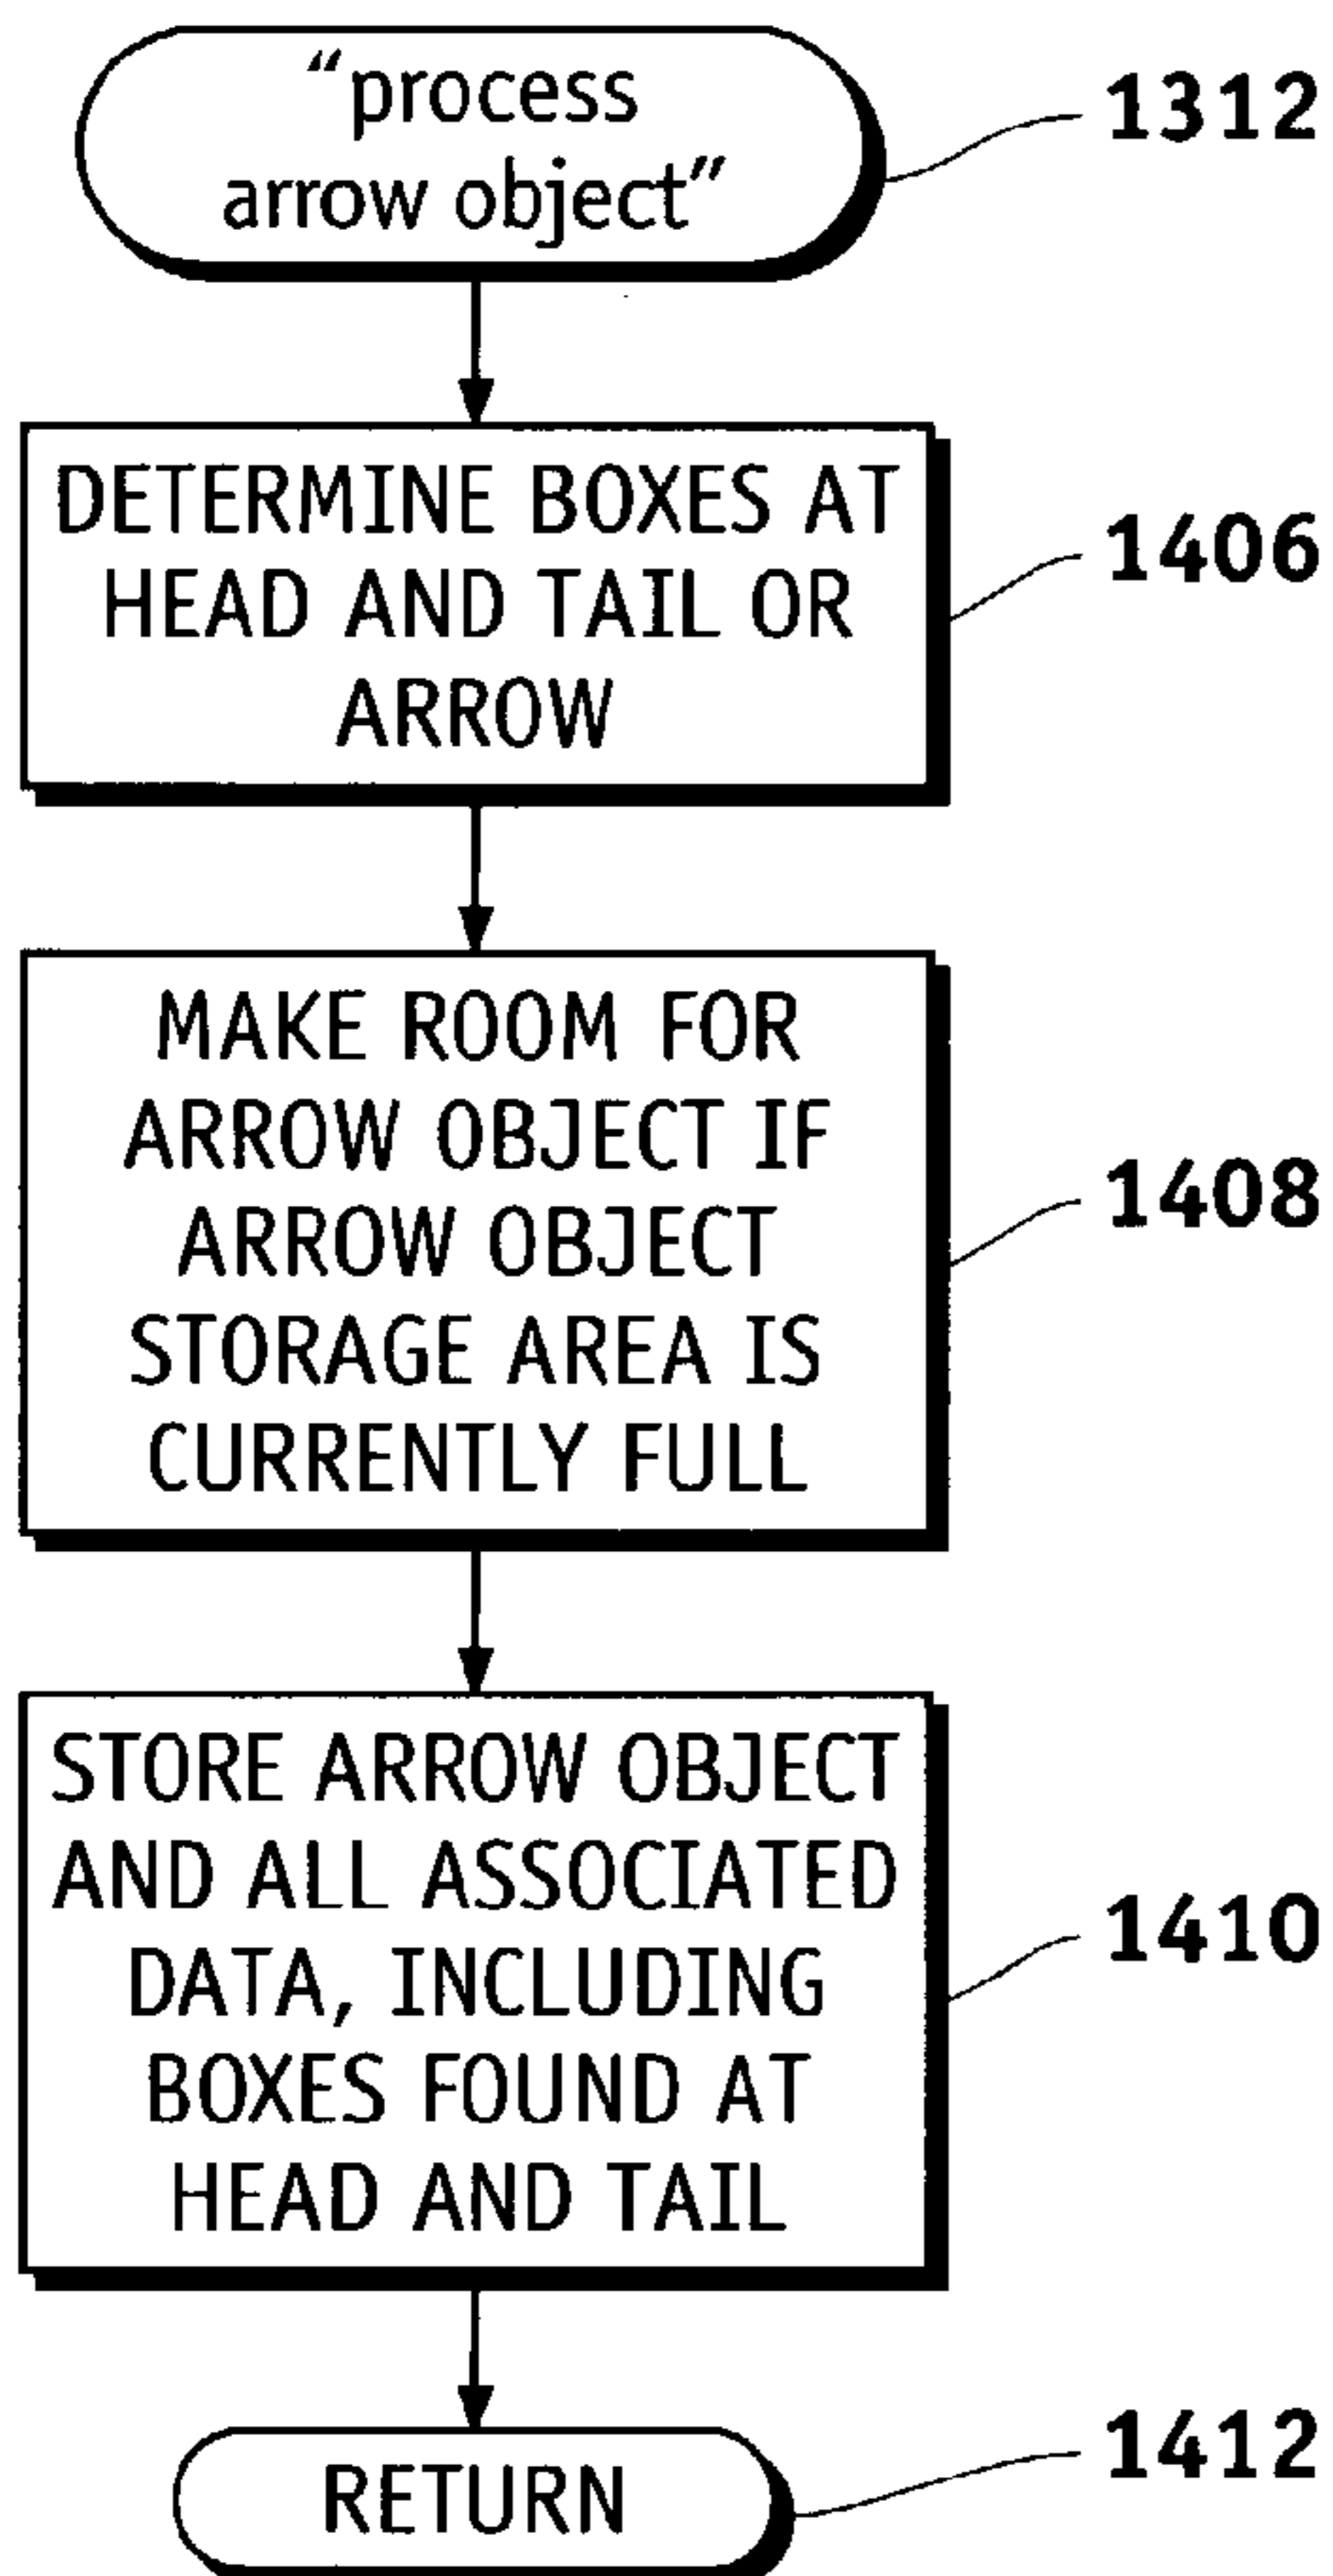 “process
arrow object”
1312
DETERMINE BOXES AT
HEAD AND TAIL OR
ARROW
1406
MAKE ROOM FOR
ARROW OBJECT IF
ARROW OBJECT
STORAGE AREA IS
CURRENTLY FULL
1408
STORE ARROW OBJECT
AND ALL ASSOCIATED
DATA, INCLUDING
BOXES FOUND AT
HEAD AND TAIL
1410
RETURN
1412